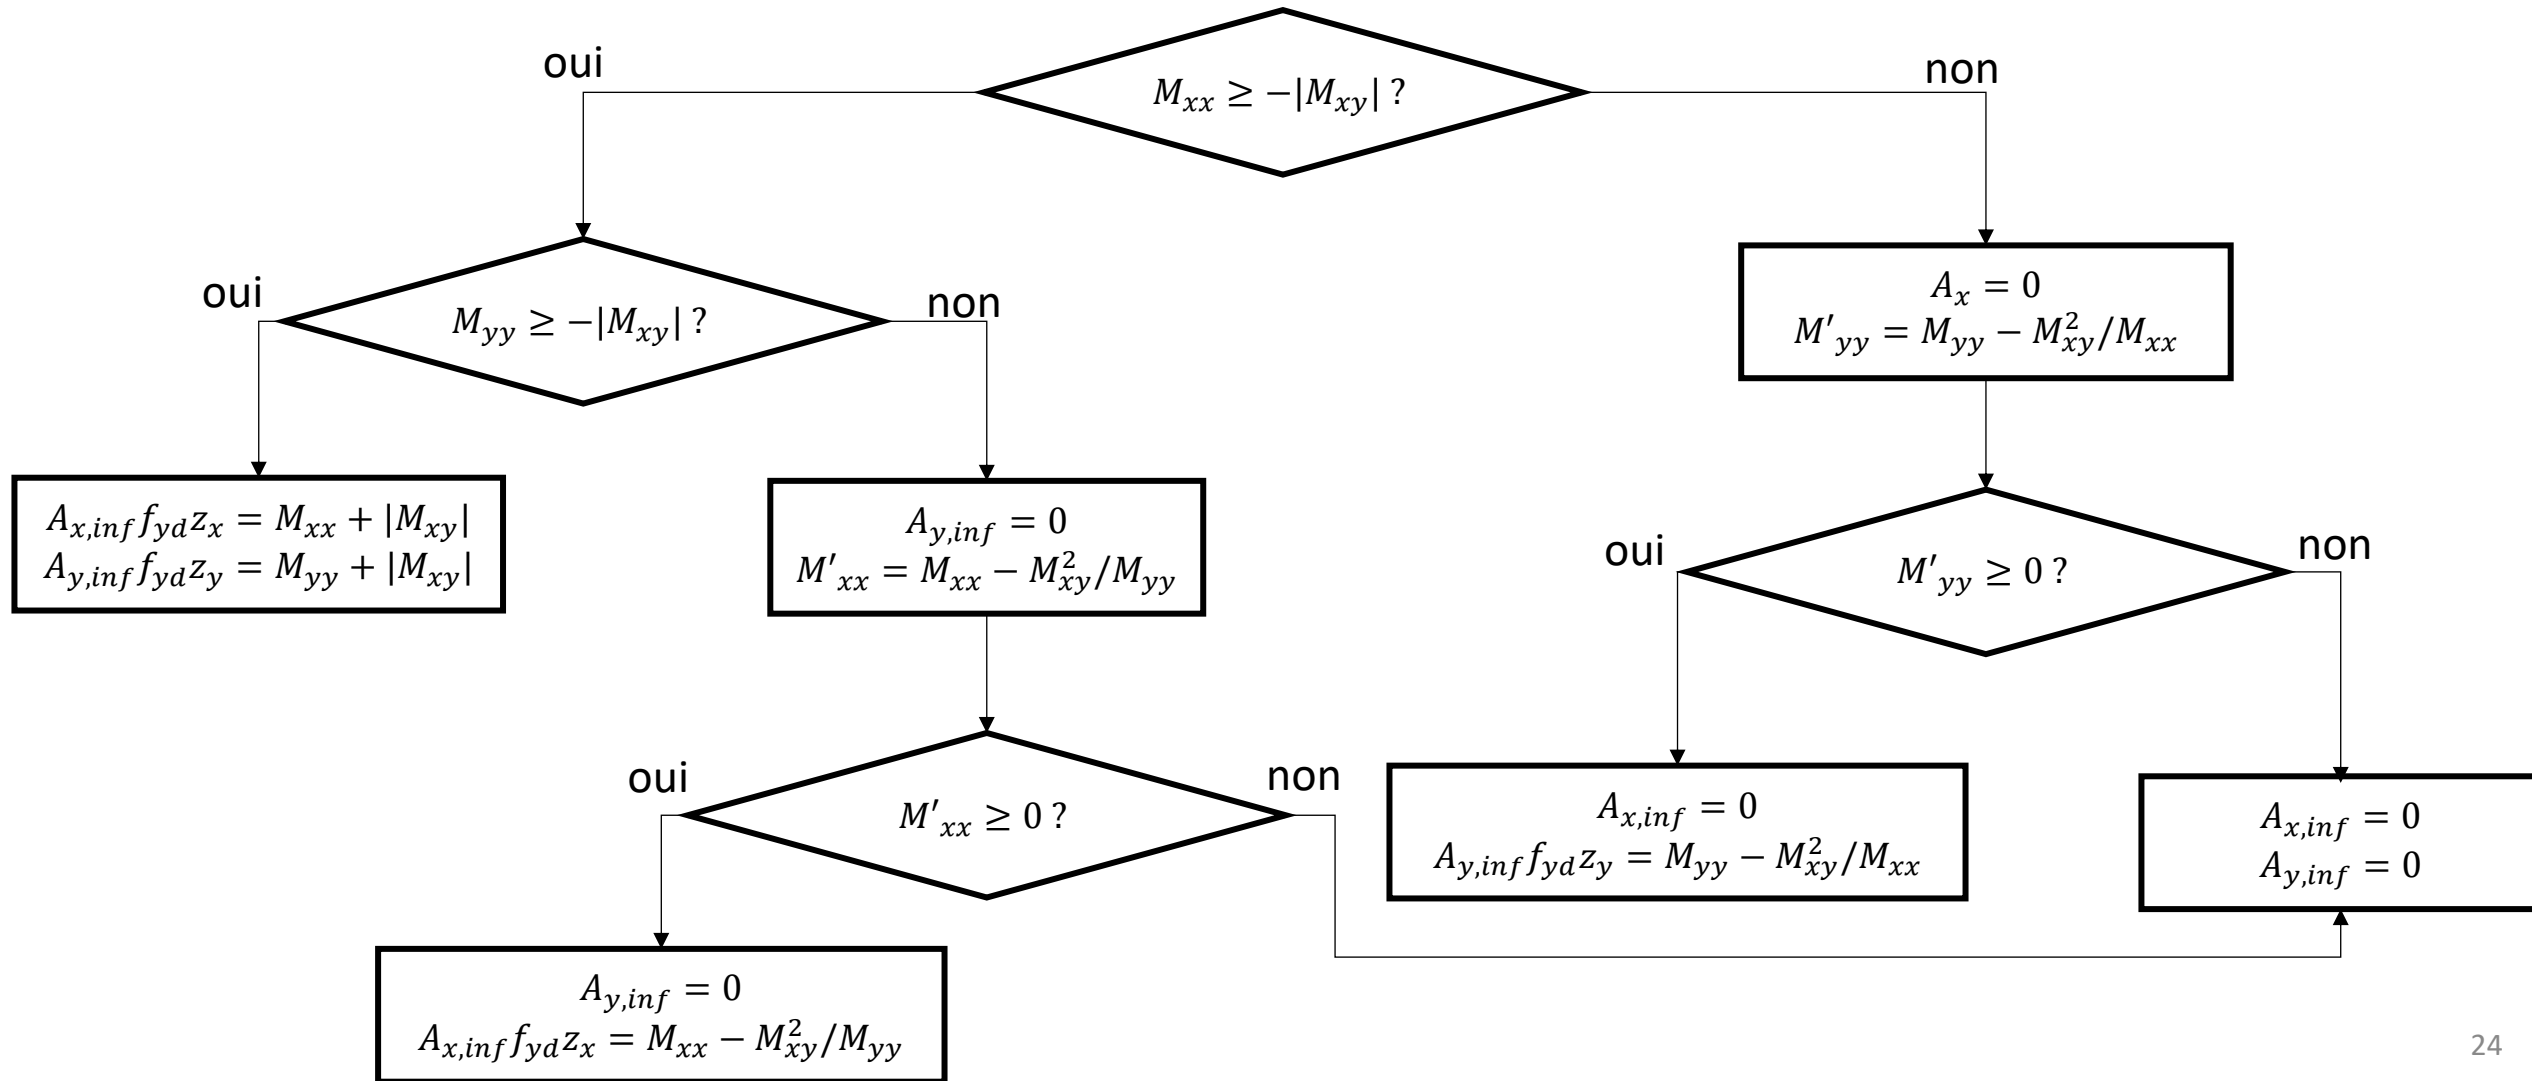 oui
non
M_{xx} ≥ −|M_{xy}| ?
oui
non
M_{yy} ≥ −|M_{xy}| ?
A_x = 0
M'_{yy} = M_{yy} − M_{xy}^2/M_{xx}
A_{x,inf} f_{yd} z_x = M_{xx} + |M_{xy}|
A_{y,inf} f_{yd} z_y = M_{yy} + |M_{xy}|
A_{y,inf} = 0
M'_{xx} = M_{xx} − M_{xy}^2/M_{yy}
oui
non
M'_{yy} ≥ 0 ?
oui
non
M'_{xx} ≥ 0 ?
A_{x,inf} = 0
A_{y,inf} f_{yd} z_y = M_{yy} − M_{xy}^2/M_{xx}
A_{x,inf} = 0
A_{y,inf} = 0
A_{y,inf} = 0
A_{x,inf} f_{yd} z_x = M_{xx} − M_{xy}^2/M_{yy}
24